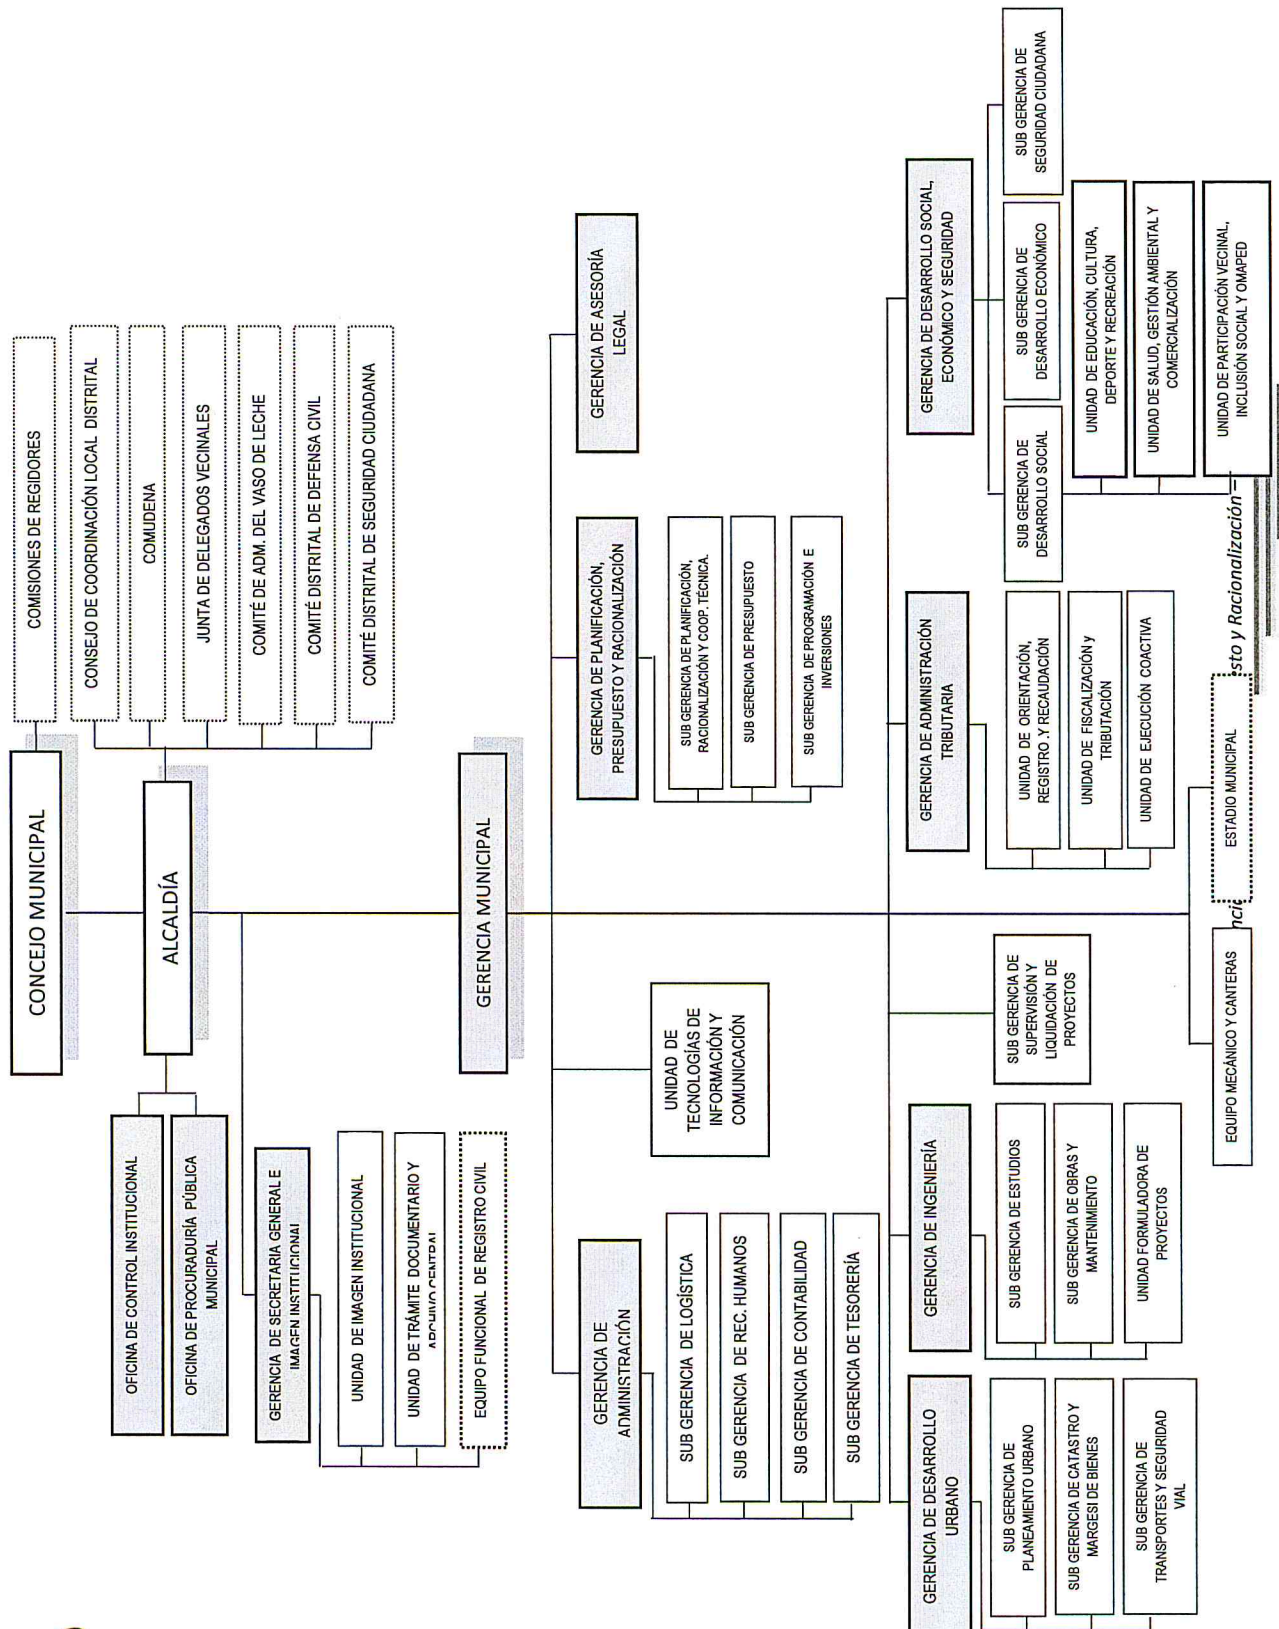 CONCEJO MUNICIPAL
COMISIONES DE REGIDORES
ALCALDÍA
CONSEJO DE COORDINACIÓN LOCAL DISTRITAL
COMUDENA
JUNTA DE DELEGADOS VECINALES
COMITÉ DE ADM. DEL VASO DE LECHE
COMITÉ DISTRITAL DE DEFENSA CIVIL
COMITÉ DISTRITAL DE SEGURIDAD CIUDADANA
OFICINA DE CONTROL INSTITUCIONAL
OFICINA DE PROCURADURÍA PÚBLICA
MUNICIPAL
GERENCIA DE SECRETARIA GENERAL E
IMAGEN INSTITUCIONAL
UNIDAD DE IMAGEN INSTITUCIONAL
UNIDAD DE TRÁMITE DOCUMENTARIO Y
ARCHIVO CENTRAL
EQUIPO FUNCIONAL DE REGISTRO CIVIL
GERENCIA MUNICIPAL
GERENCIA DE
ADMINISTRACIÓN
SUB GERENCIA DE LOGÍSTICA
SUB GERENCIA DE REC. HUMANOS
SUB GERENCIA DE CONTABILIDAD
SUB GERENCIA DE TESORERÍA
UNIDAD DE
TECNOLOGÍAS DE
INFORMACIÓN Y
COMUNICACIÓN
GERENCIA DE PLANIFICACIÓN,
PRESUPUESTO Y RACIONALIZACIÓN
SUB GERENCIA DE PLANIFICACIÓN,
RACIONALIZACIÓN Y COOP. TÉCNICA.
SUB GERENCIA DE PRESUPUESTO
SUB GERENCIA DE PROGRAMACIÓN E
INVERSIONES
GERENCIA DE ASESORÍA
LEGAL
GERENCIA DE DESARROLLO
URBANO
SUB GERENCIA DE
PLANEAMIENTO URBANO
SUB GERENCIA DE CATASTRO Y
MARGESI DE BIENES
SUB GERENCIA DE
TRANSPORTES Y SEGURIDAD
VIAL
GERENCIA DE INGENIERÍA
SUB GERENCIA DE ESTUDIOS
SUB GERENCIA DE OBRAS Y
MANTENIMIENTO
UNIDAD FORMULADORA DE
PROYECTOS
SUB GERENCIA DE
SUPERVISIÓN Y
LIQUIDACIÓN DE
PROYECTOS
GERENCIA DE ADMINISTRACIÓN
TRIBUTARIA
UNIDAD DE ORIENTACIÓN,
REGISTRO Y RECAUDACIÓN
UNIDAD DE FISCALIZACIÓN y
TRIBUTACIÓN
UNIDAD DE EJECUCIÓN COACTIVA
GERENCIA DE DESARROLLO SOCIAL,
ECONÓMICO Y SEGURIDAD
SUB GERENCIA DE
DESARROLLO SOCIAL
SUB GERENCIA DE
DESARROLLO ECONÓMICO
SUB GERENCIA DE
SEGURIDAD CIUDADANA
UNIDAD DE EDUCACIÓN, CULTURA,
DEPORTE Y RECREACIÓN
UNIDAD DE SALUD, GESTIÓN AMBIENTAL Y
COMERCIALIZACIÓN
UNIDAD DE PARTICIPACIÓN VECINAL,
INCLUSIÓN SOCIAL Y OMAPED
EQUIPO MECÁNICO Y CANTERAS
ESTADIO MUNICIPAL
sto y Racionalización –